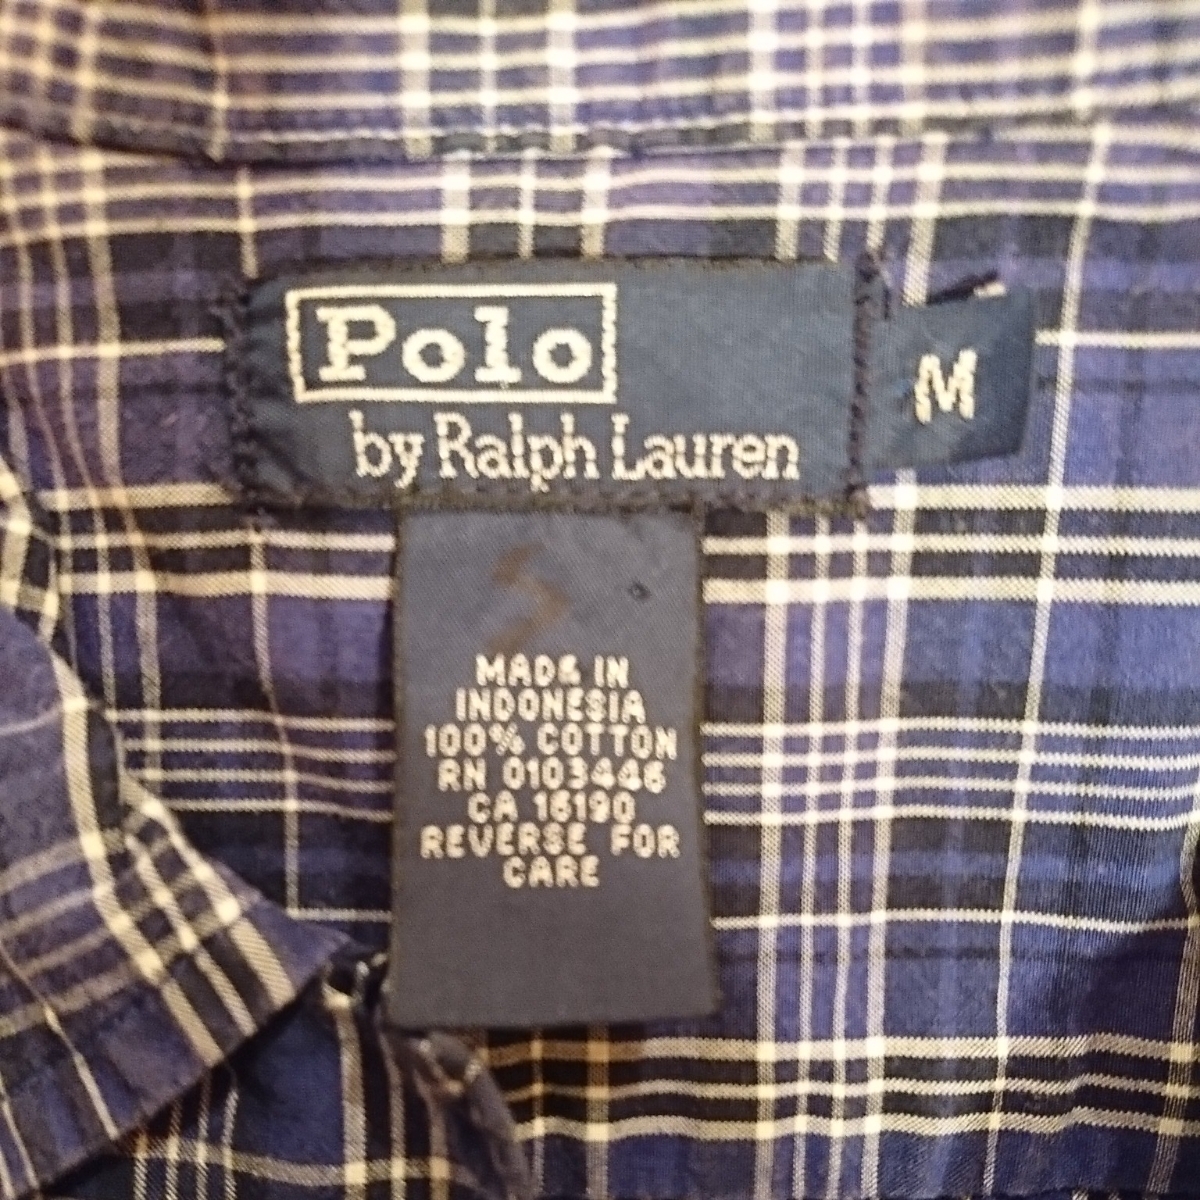 Polo
by Ralph Lauren
M
MADE IN
INDONESIA
100% COTTON
RN 0103446
CA 16190
REVERSE FOR
CARE